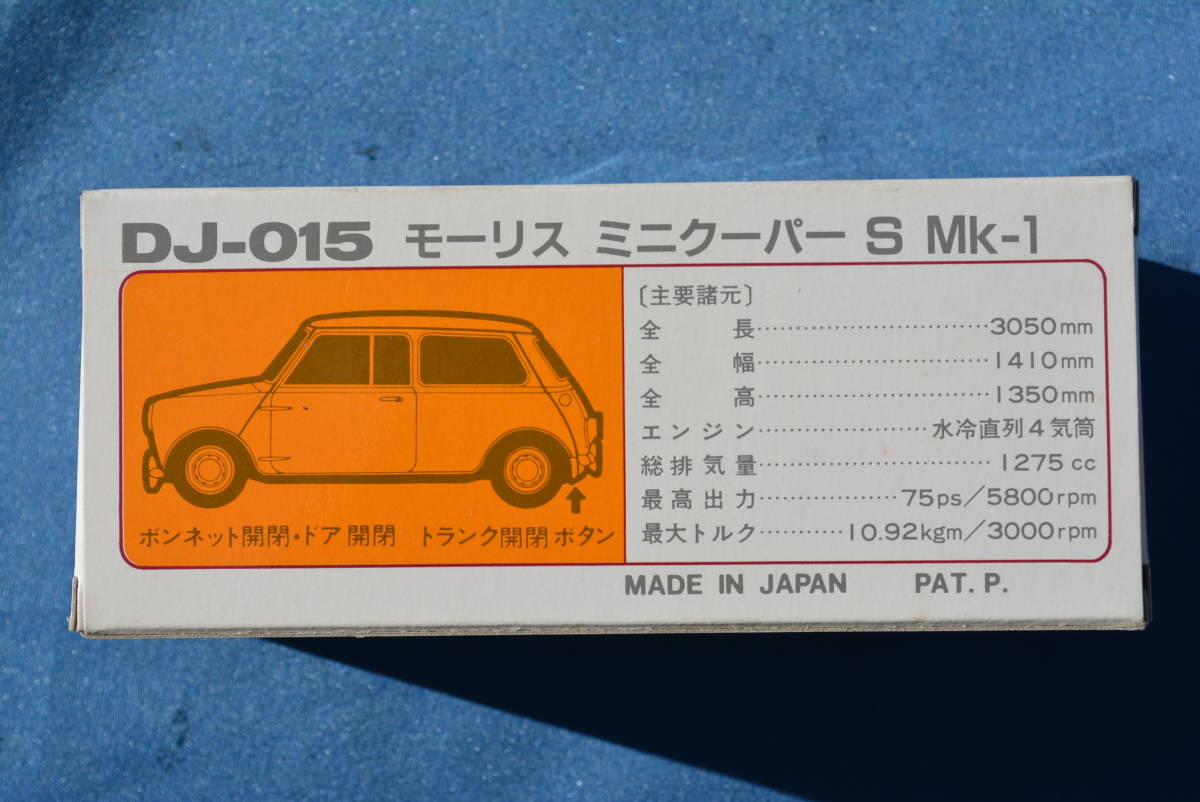 DJ-015 モーリス ミニクーパー S Mk-1
ボンネット開閉・ドア開閉 トランク開閉ボタン
〔主要諸元〕
全長……………………………3050mm
全幅……………………………1410mm
全高……………………………1350mm
エンジン……………………水冷直列4気筒
総排気量……………………………1275cc
最高出力………………75ps/5800rpm
最大トルク…………10.92kgm/3000rpm
MADE IN JAPAN PAT. P.